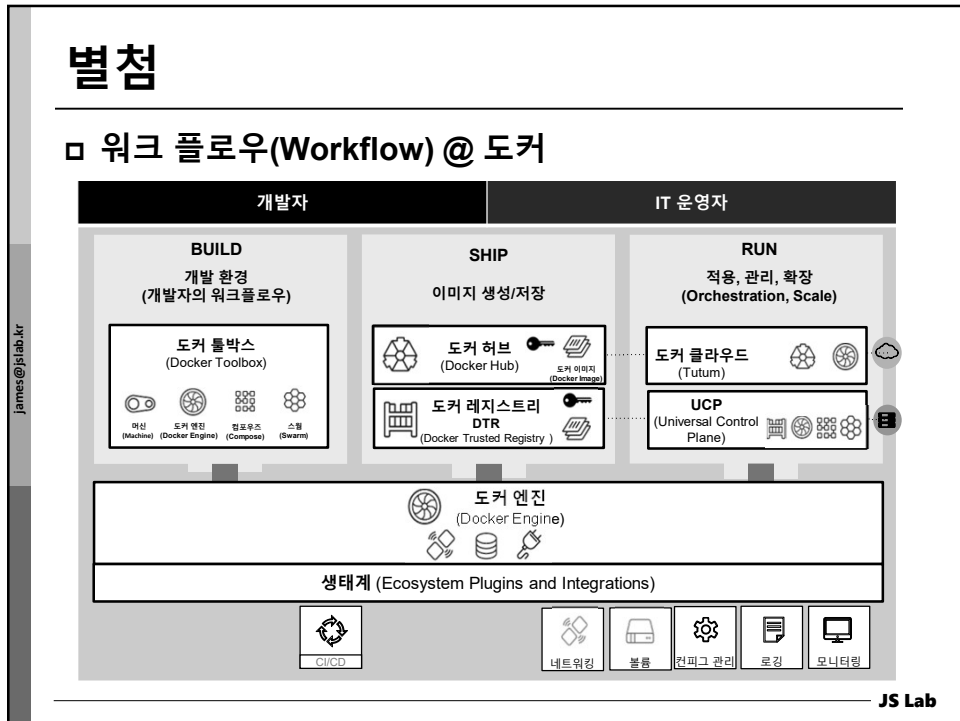 별첨
워크 플로우(Workflow) @ 도커
개발자
IT 운영자
BUILD
개발 환경
(개발자의 워크플로우)
도커 툴박스
(Docker Toolbox)
머신
(Machine)
도커 엔진
(Docker Engine)
컴포우즈
(Compose)
스웜
(Swarm)
SHIP
이미지 생성/저장
도커 허브
(Docker Hub)
도커 이미지
(Docker Image)
도커 레지스트리
DTR
(Docker Trusted Registry )
RUN
적용, 관리, 확장
(Orchestration, Scale)
도커 클라우드
(Tutum)
UCP
(Universal Control
Plane)
도커 엔진
(Docker Engine)
생태계 (Ecosystem Plugins and Integrations)
CI/CD
네트워킹
볼륨
컨피그 관리
로깅
모니터링
james@jslab.kr
JS Lab